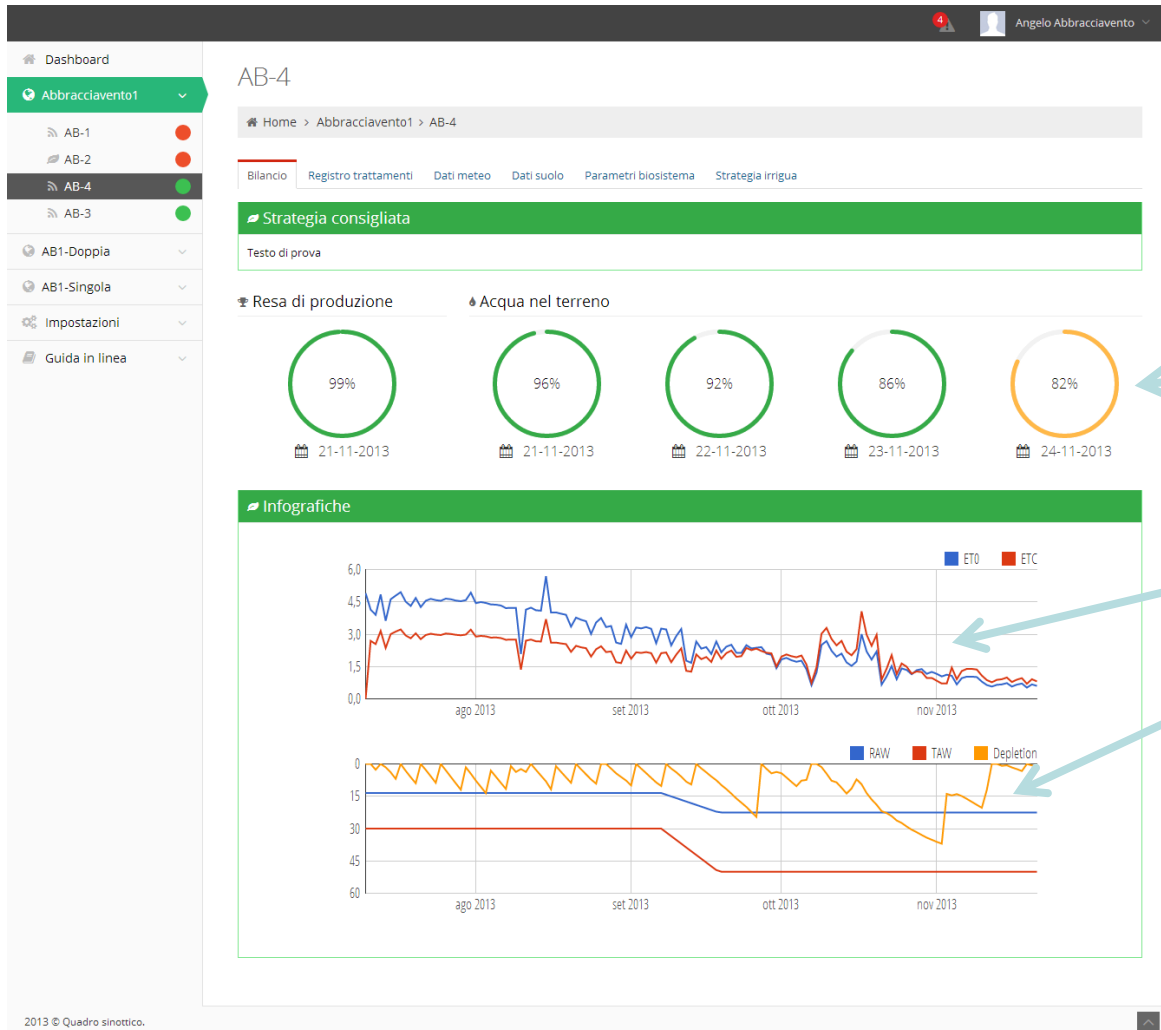 4
Angelo Abbracciavento
Dashboard
Abbracciavento1
AB-1
AB-2
AB-4
AB-3
AB1-Doppia
AB1-Singola
Impostazioni
Guida in linea
AB-4
Home > Abbracciavento1 > AB-4
Bilancio Registro trattamenti Dati meteo Dati suolo Parametri biosistema Strategia irrigua
Strategia consigliata
Testo di prova
Resa di produzione Acqua nel terreno
99% 96% 92% 86% 82%
21-11-2013 21-11-2013 22-11-2013 23-11-2013 24-11-2013
Infografiche
ET0 ETC
6,0
4,5
3,0
1,5
0,0
ago 2013 set 2013 ott 2013 nov 2013
RAW TAW Depletion
0
15
30
45
60
ago 2013 set 2013 ott 2013 nov 2013
2013 © Quadro sinottico.